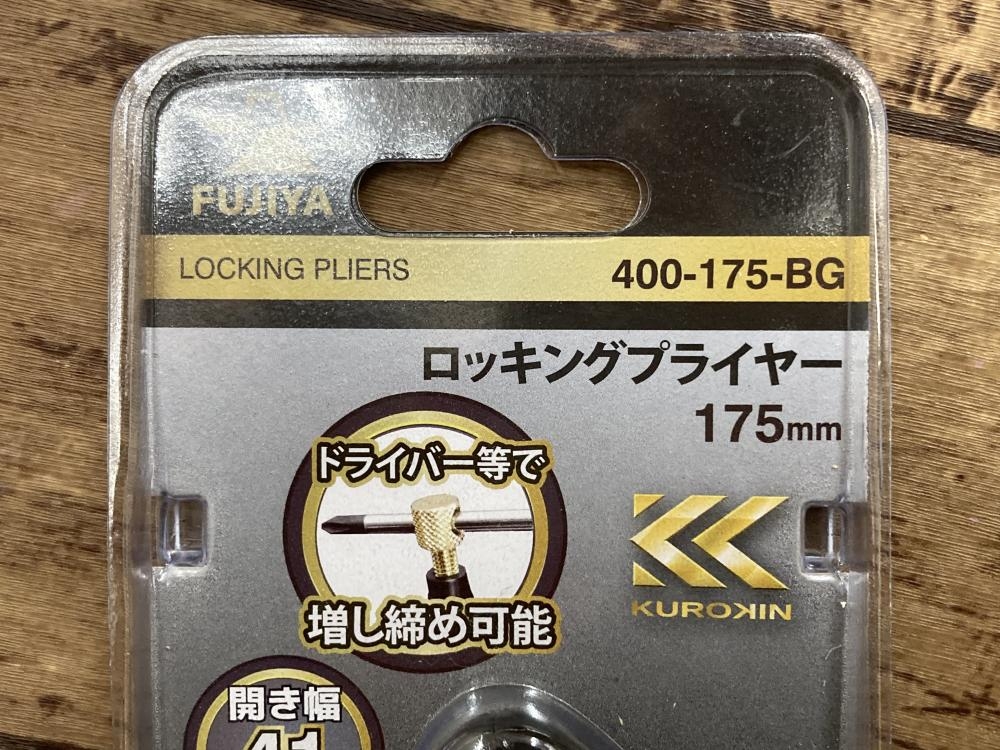 FUJIYA
LOCKING PLIERS
400-175-BG
ロッキングプライヤー
175mm
ドライバー等で
増し締め可能
KUROKIN
開き幅
41